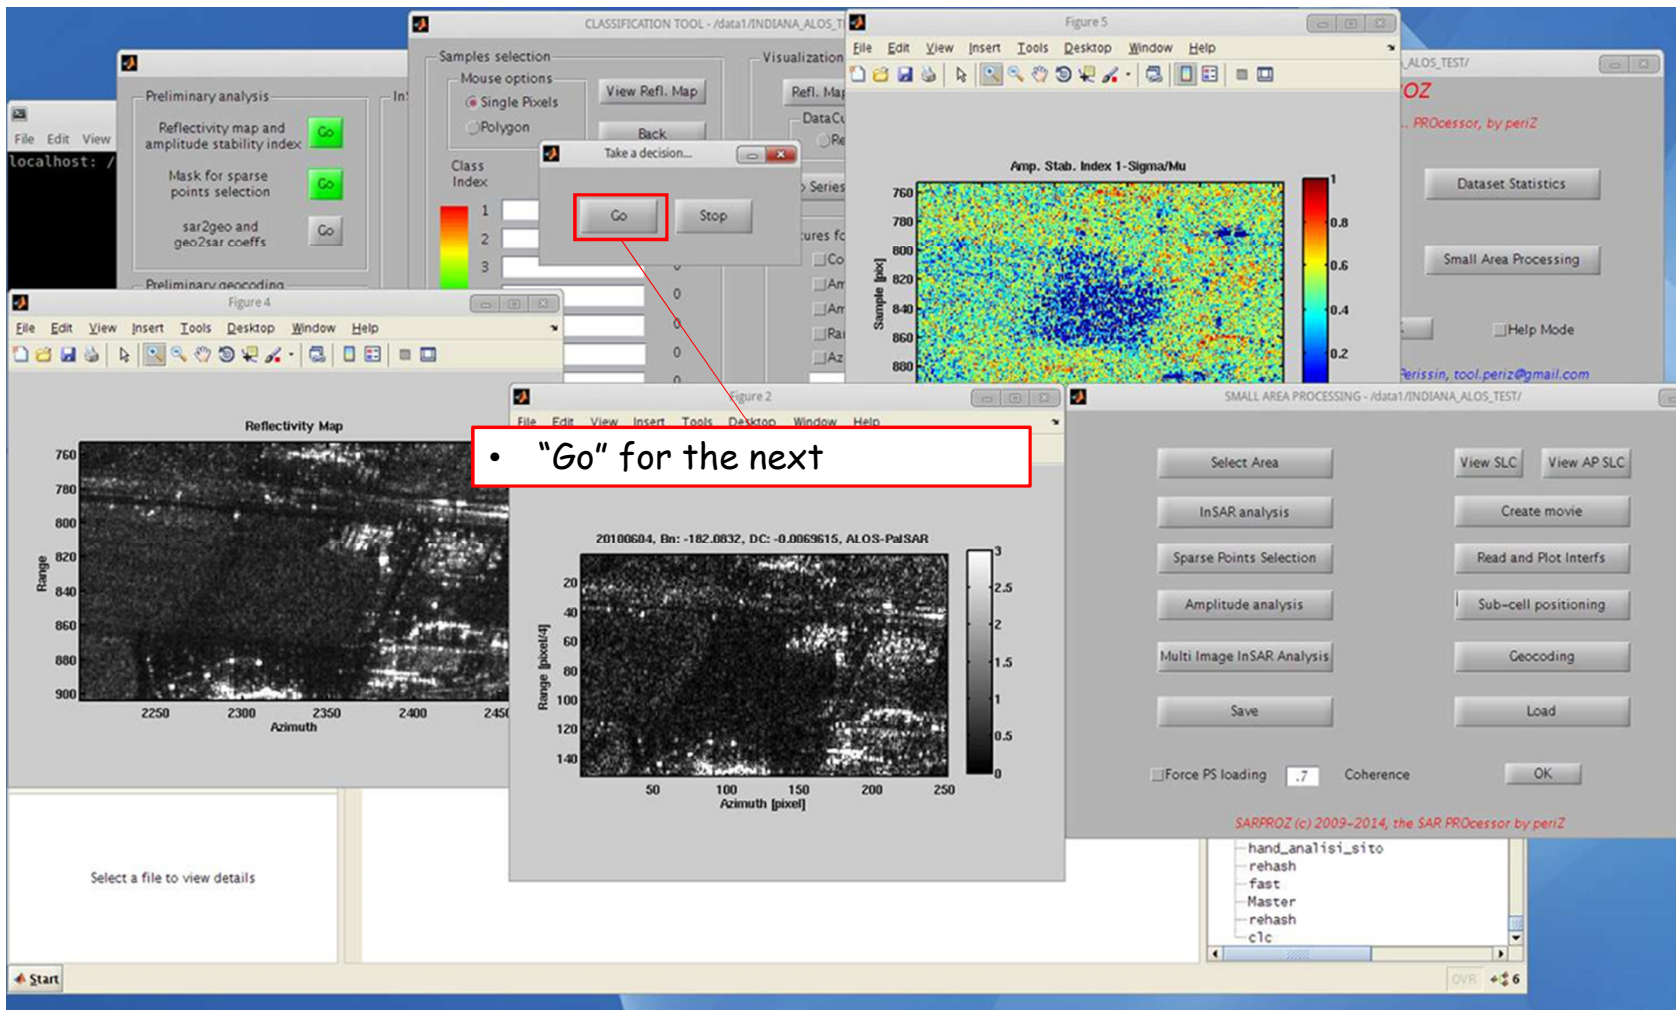 CLASSIFICATION TOOL - /data1/INDIANA_ALOS_T
Samples selection
Mouse options
Single Pixels
Polygon
View Refl. Map
Back
Class
Index
1
2
3
0
0
0
0
0
Visualization
Refl. Map
Series
Preliminary analysis
Reflectivity map and
amplitude stability index
Go
Mask for sparse
points selection
Go
sar2geo and
geo2sar coeffs
Go
Preliminary geocoding
File Edit View
localhost: /
Take a decision...
Go
Stop
Figure 5
File Edit View Insert Tools Desktop Window Help
Amp. Stab. Index 1-Sigma/Mu
Sample [pix]
760
780
800
820
840
860
880
1
0.8
0.6
0.4
0.2
_ALOS_TEST/
OZ
.. PROcessor, by periZ
Dataset Statistics
Small Area Processing
Help Mode
Perissin, tool.periz@gmail.com
Figure 4
File Edit View Insert Tools Desktop Window Help
Reflectivity Map
Range
760
780
800
820
840
860
880
900
2250 2300 2350 2400 2450
Azimuth
Figure 2
File Edit View Insert Tools Desktop Window Help
• "Go" for the next
20100604, Bn: -182.0832, DC: -0.0069615, ALOS-PalSAR
Range [pixel/4]
20
40
60
80
100
120
140
50 100 150 200 250
Azimuth [pixel]
3
2.5
2
1.5
1
0.5
0
SMALL AREA PROCESSING - /data1/INDIANA_ALOS_TEST/
Select Area
View SLC
View AP SLC
InSAR analysis
Create movie
Sparse Points Selection
Read and Plot Interfs
Amplitude analysis
Sub-cell positioning
Multi Image InSAR Analysis
Geocoding
Save
Load
Force PS loading
.7
Coherence
OK
SARPROZ (c) 2009-2014, the SAR PROcessor by periZ
Select a file to view details
hand_analisi_sito
rehash
fast
Master
rehash
clc
Start
OVR
6